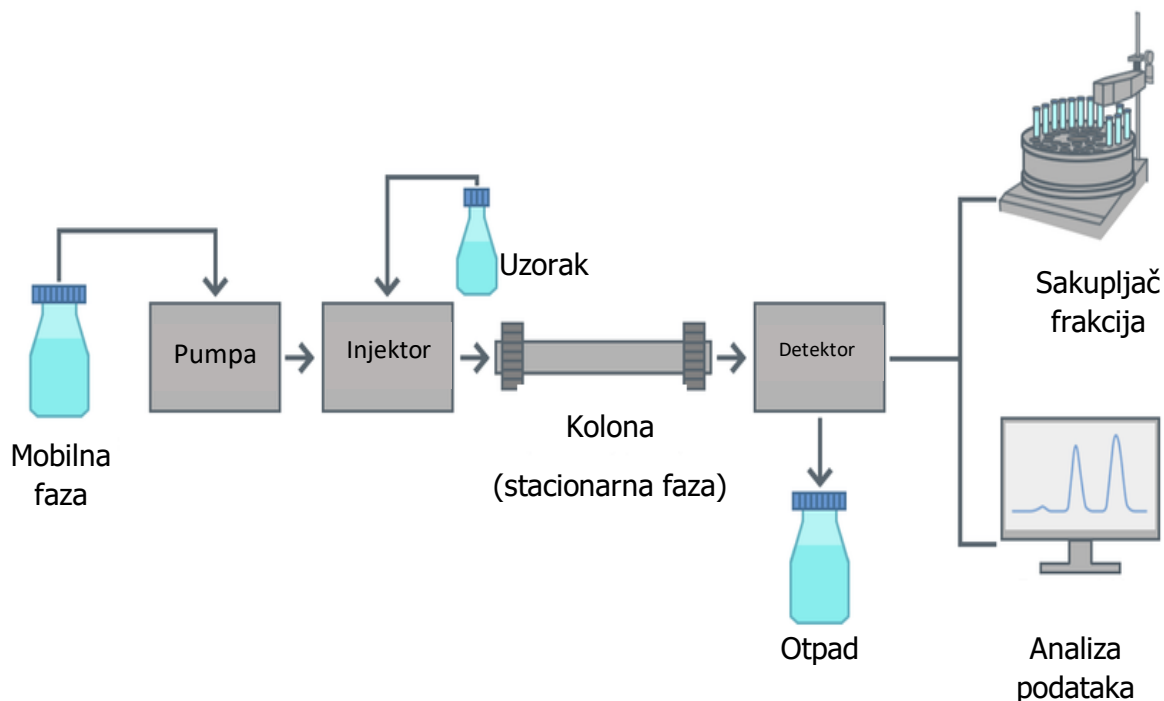 Uzorak
Sakupljač
frakcija
Pumpa
Injektor
Detektor
Kolona
(stacionarna faza)
Mobilna
faza
Otpad
Analiza
podataka